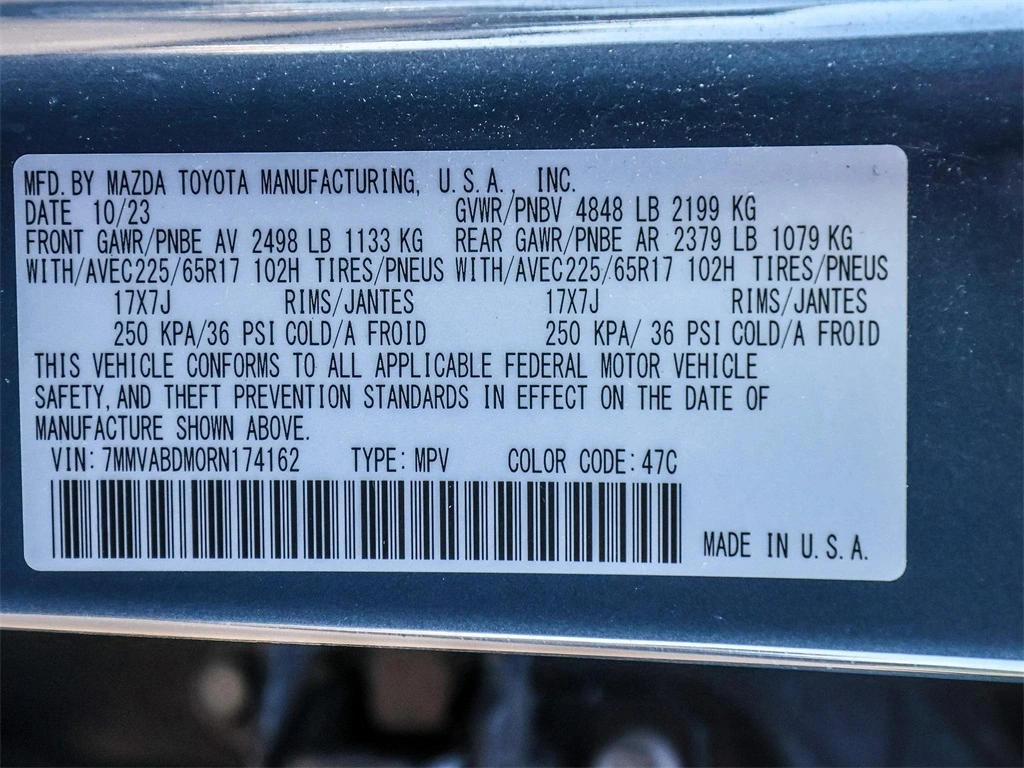 MFD. BY MAZDA TOYOTA MANUFACTURING, U.S.A., INC.
DATE 10/23 GVWR/PNBV 4848 LB 2199 KG
FRONT GAWR/PNBE AV 2498 LB 1133 KG REAR GAWR/PNBE AR 2379 LB 1079 KG
WITH/AVEC225/65R17 102H TIRES/PNEUS WITH/AVEC225/65R17 102H TIRES/PNEUS
17X7J RIMS/JANTES 17X7J RIMS/JANTES
250 KPA/36 PSI COLD/A FROID 250 KPA/ 36 PSI COLD/A FROID
THIS VEHICLE CONFORMS TO ALL APPLICABLE FEDERAL MOTOR VEHICLE
SAFETY, AND THEFT PREVENTION STANDARDS IN EFFECT ON THE DATE OF
MANUFACTURE SHOWN ABOVE.
VIN: 7MMVABDM0RN174162 TYPE: MPV COLOR CODE: 47C
MADE IN U.S.A.